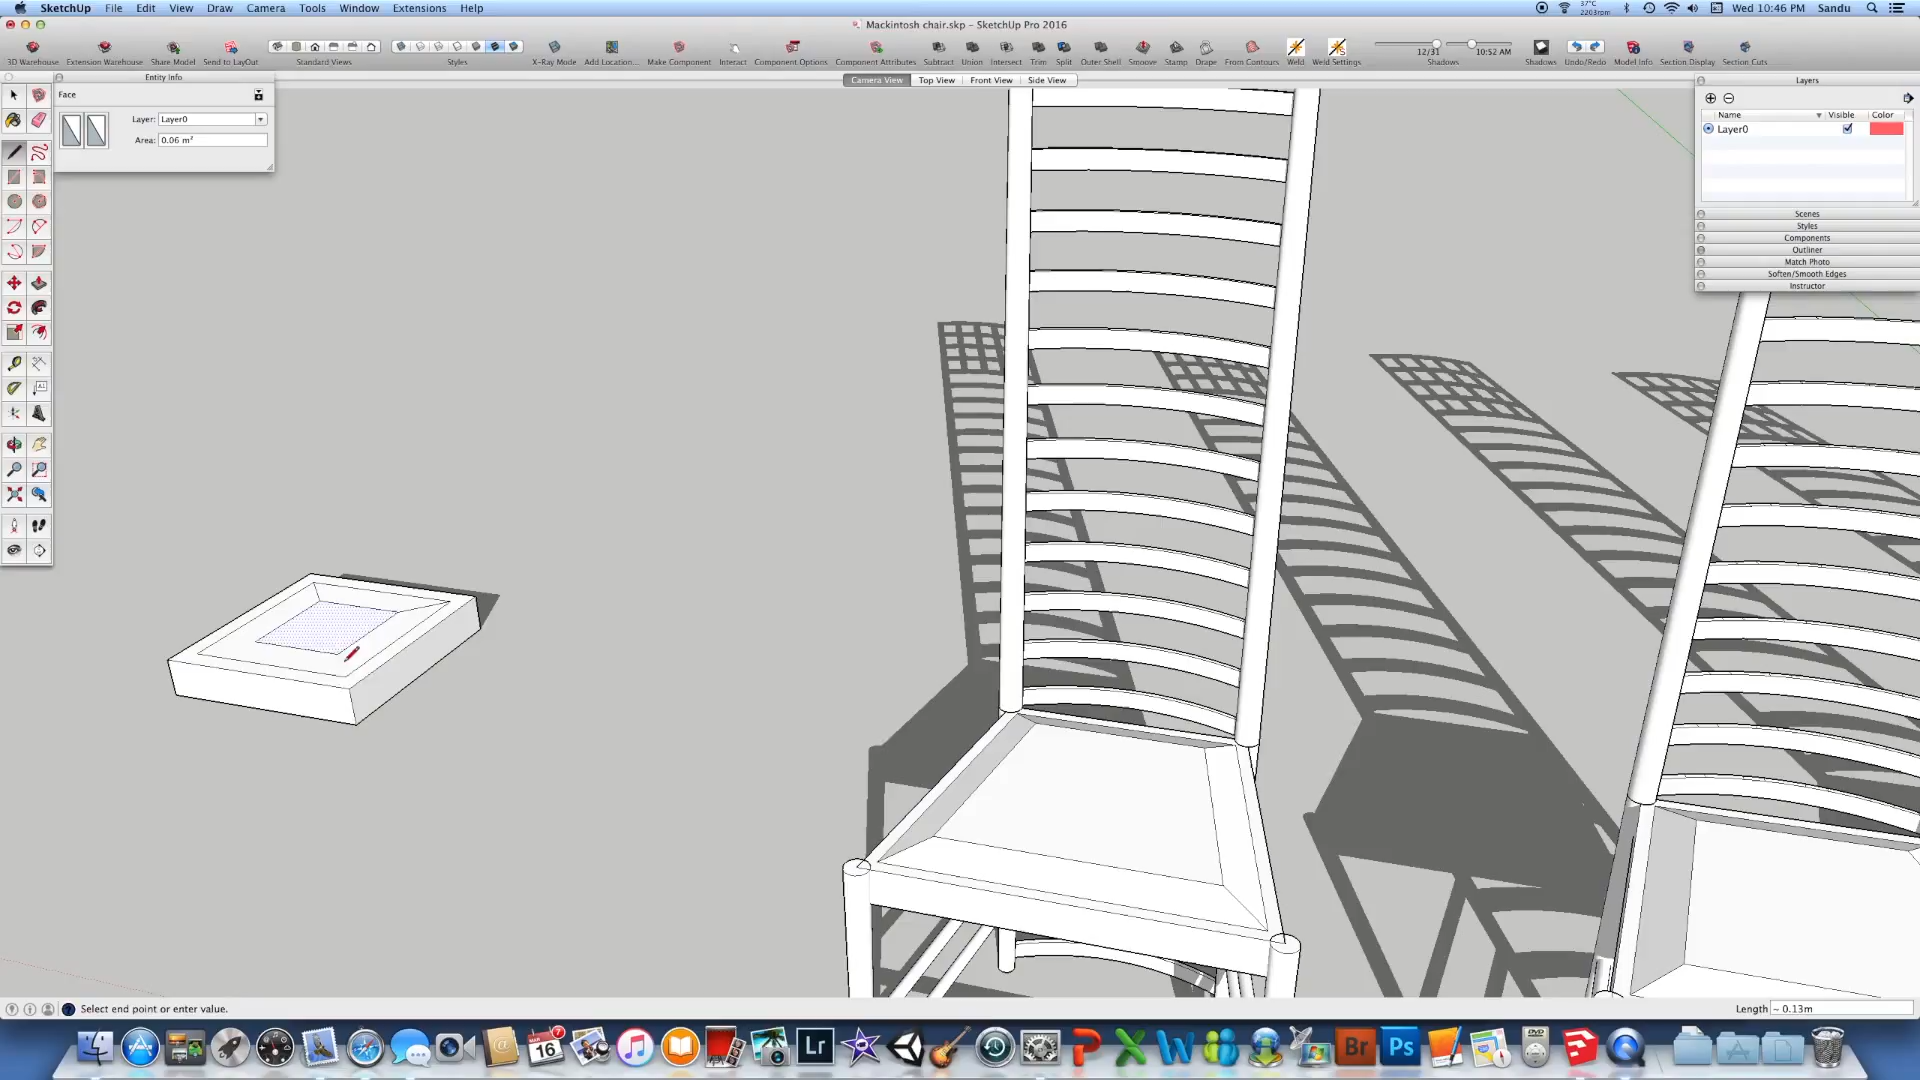 SketchUp File Edit View Draw Camera Tools Window Extensions Help
37°C
2203rpm
Wed 10:46 PM Sandu
Mackintosh chair.skp - SketchUp Pro 2016
3D Warehouse Extension Warehouse Share Model Send to LayOut Standard Views Styles X-Ray Mode Add Location... Make Component Interact Component Options Component Attributes Subtract Union Intersect Trim Split Outer Shell Smoove Stamp Drape From Contours Weld Weld Settings 12/31 10:52 AM Shadows Shadows Undo/Redo Model Info Section Display Section Cuts
Camera View Top View Front View Side View
Entity Info
Face
Layer: Layer0
Area: 0.06 m²
Layers
Name Visible Color
Layer0
Scenes
Styles
Components
Outliner
Match Photo
Soften/Smooth Edges
Instructor
Select end point or enter value.
Length ~ 0.13m
MAR 7
16
Lr
P X W
Br Ps
DVD